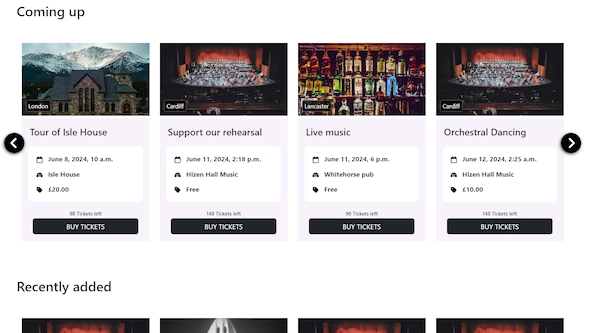 Coming up
London
Cardiff
Lancaster
Cardiff
Tour of Isle House
Support our rehearsal
Live music
Orchestral Dancing
June 8, 2024, 10 a.m.
June 11, 2024, 2:18 p.m.
June 11, 2024, 6 p.m.
June 12, 2024, 2:25 a.m.
Isle House
Hizen Hall Music
Whitehorse pub
Hizen Hall Music
£20.00
Free
Free
£10.00
98 Tickets left
148 Tickets left
90 Tickets left
148 Tickets left
BUY TICKETS
BUY TICKETS
BUY TICKETS
BUY TICKETS
Recently added